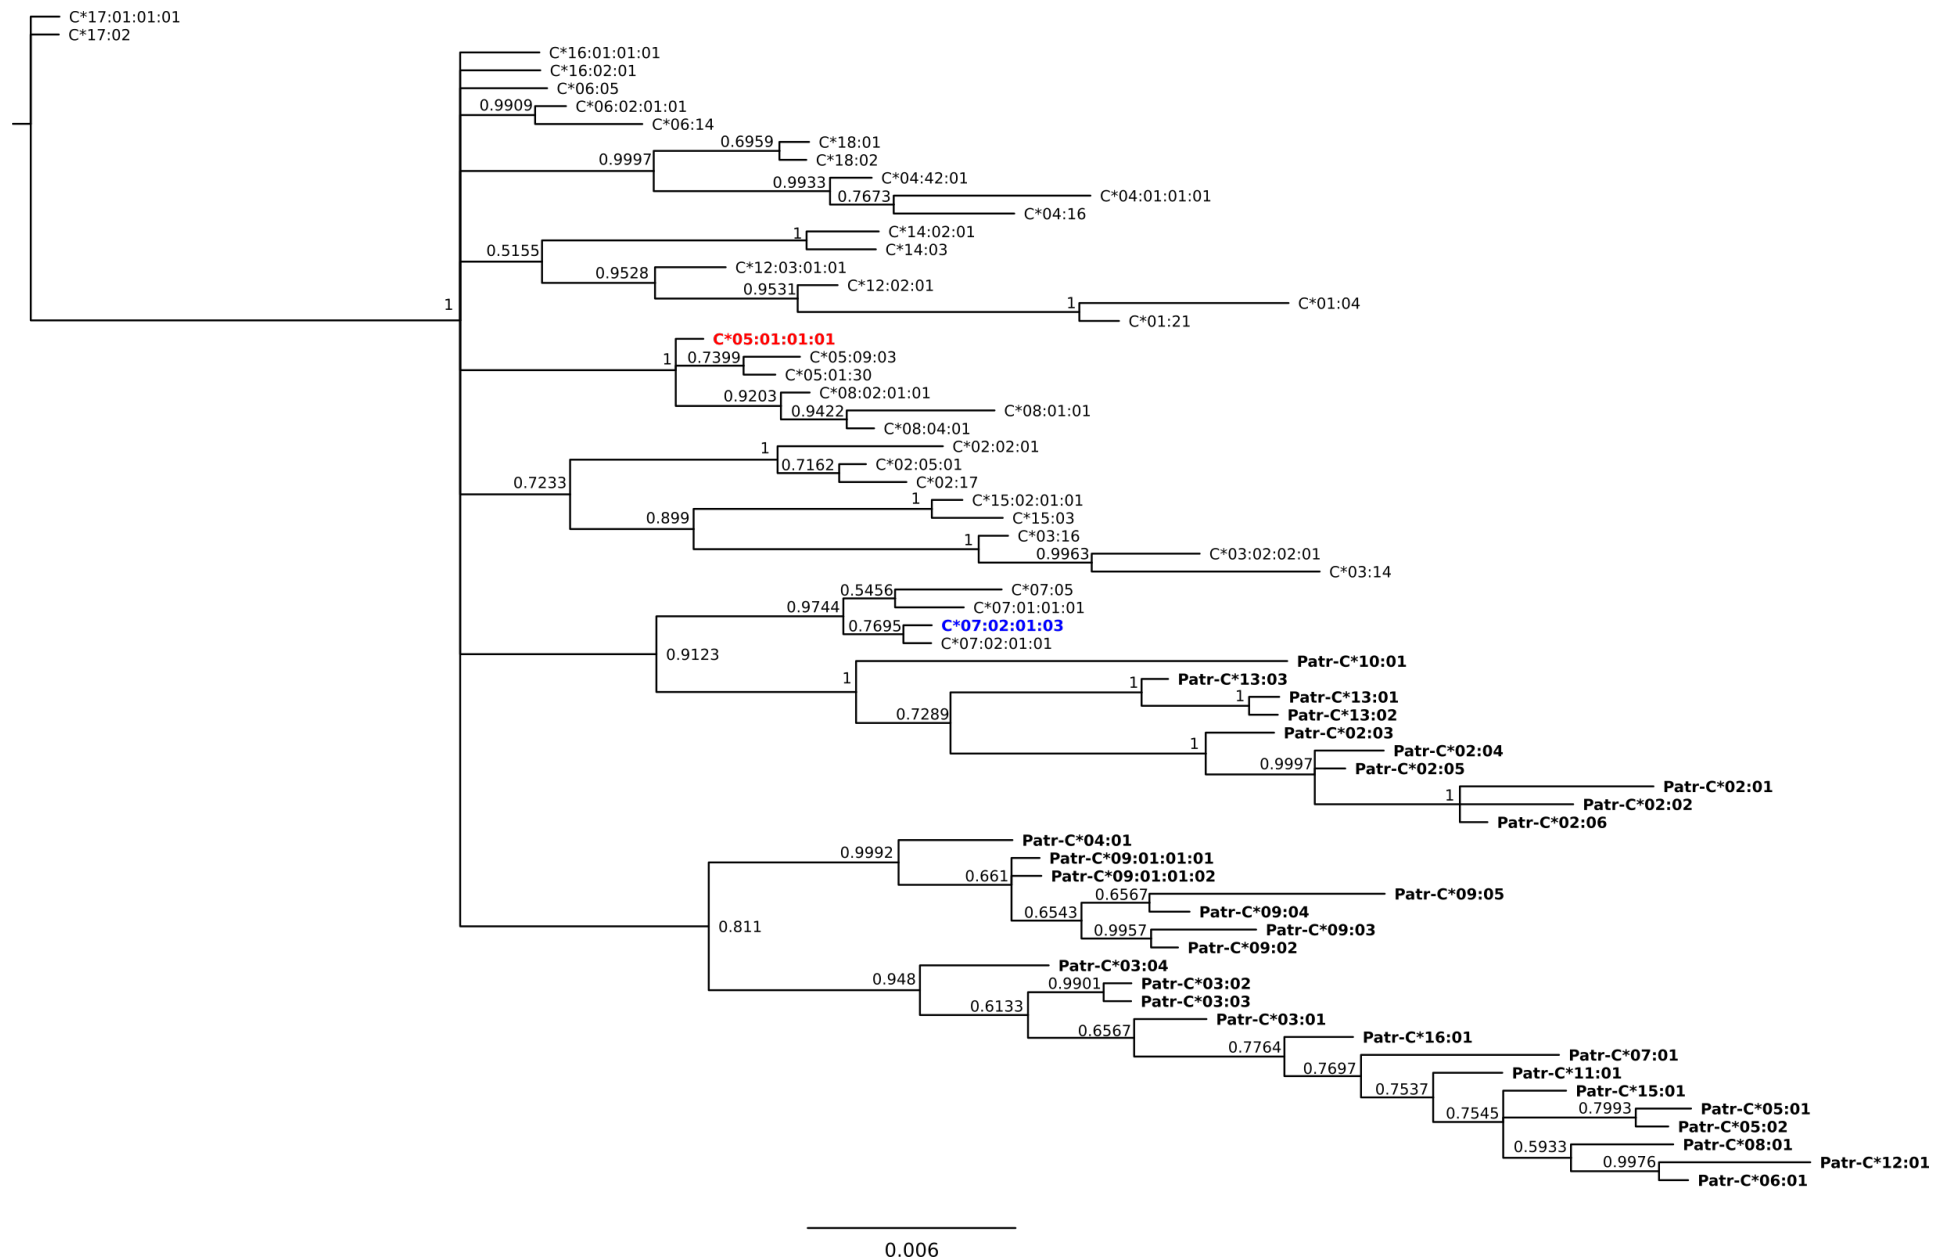 C*17:01:01:01
C*17:02
C*16:01:01:01
C*16:02:01
C*06:05
0.9909 C*06:02:01:01
C*06:14
0.6959 C*18:01
0.9997 C*18:02
0.9933 C*04:42:01
0.7673 C*04:01:01:01
C*04:16
1 C*14:02:01
0.5155 C*14:03
0.9528 C*12:03:01:01
0.9531 C*12:02:01
1 1 C*01:04
C*01:21
C*05:01:01:01
1 0.7399 C*05:09:03
C*05:01:30
0.9203 C*08:02:01:01
0.9422 C*08:01:01
C*08:04:01
1 C*02:02:01
0.7162 C*02:05:01
0.7233 C*02:17
1 C*15:02:01:01
0.899 C*15:03
1 C*03:16
0.9963 C*03:02:02:01
C*03:14
0.5456 C*07:05
0.9744 C*07:01:01:01
0.7695 C*07:02:01:03
C*07:02:01:01
0.9123 Patr-C*10:01
1 1 Patr-C*13:03
1 Patr-C*13:01
0.7289 Patr-C*13:02
1 Patr-C*02:03
Patr-C*02:04
0.9997 Patr-C*02:05
1 Patr-C*02:01
Patr-C*02:02
Patr-C*02:06
Patr-C*04:01
0.9992 Patr-C*09:01:01:01
0.661 Patr-C*09:01:01:02
0.6567 Patr-C*09:05
0.6543 Patr-C*09:04
0.811 0.9957 Patr-C*09:03
Patr-C*09:02
Patr-C*03:04
0.948 0.9901 Patr-C*03:02
0.6133 Patr-C*03:03
0.6567 Patr-C*03:01
0.7764 Patr-C*16:01
0.7697 Patr-C*07:01
0.7537 Patr-C*11:01
Patr-C*15:01
0.7545 0.7993 Patr-C*05:01
Patr-C*05:02
0.5933 Patr-C*08:01
0.9976 Patr-C*12:01
Patr-C*06:01
0.006